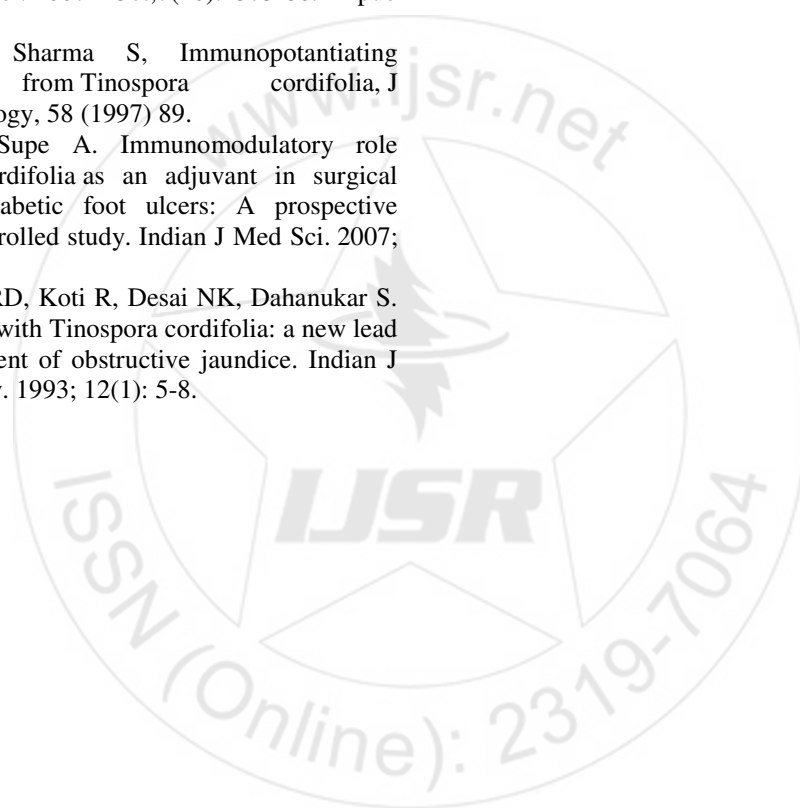 Sharma S, Immunopotantiating
from Tinospora cordifolia, J
ogy, 58 (1997) 89.
Supe A. Immunomodulatory role
rdifolia as an adjuvant in surgical
abetic foot ulcers: A prospective
rolled study. Indian J Med Sci. 2007;
RD, Koti R, Desai NK, Dahanukar S.
with Tinospora cordifolia: a new lead
ent of obstructive jaundice. Indian J
. 1993; 12(1): 5-8.
www.ijsr.net
IJSR
ISSN (Online): 2319-7064